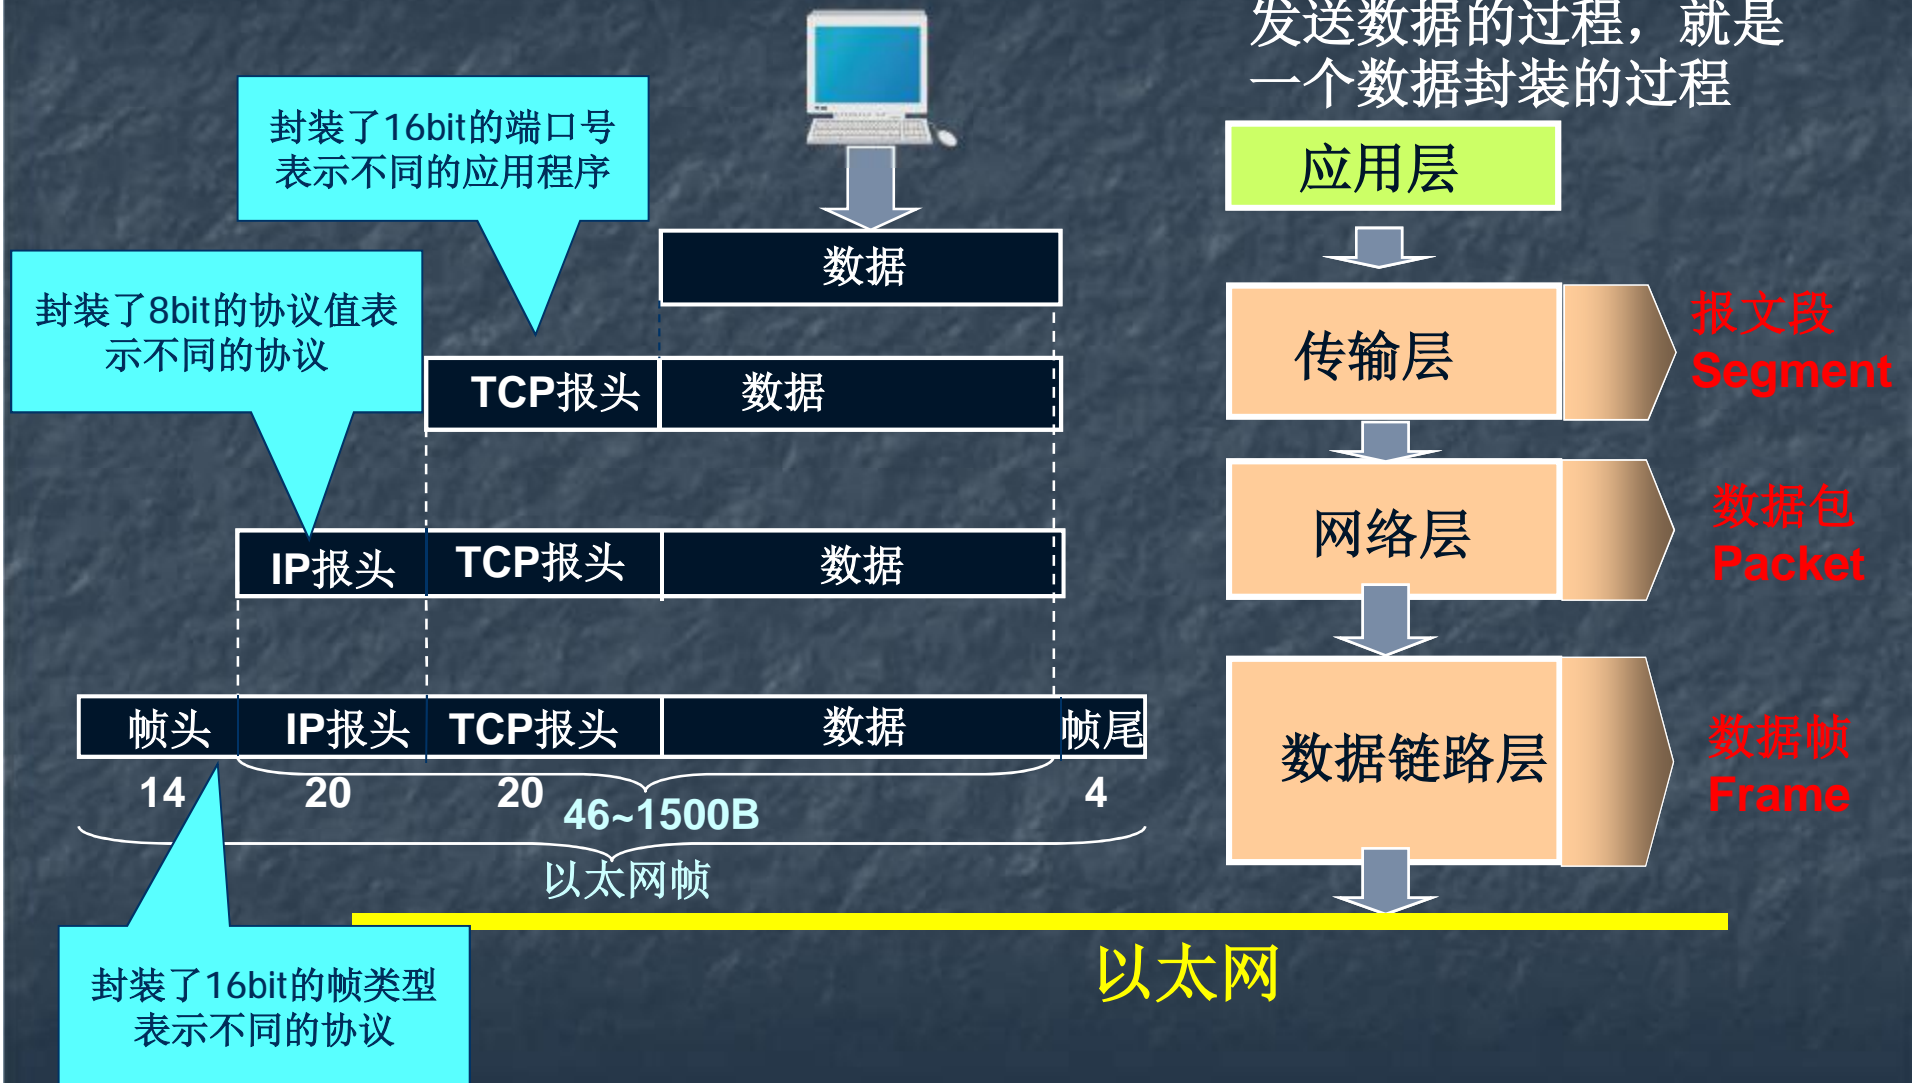 发送数据的过程，就是
一个数据封装的过程
封装了16bit的端口号
表示不同的应用程序
应用层
数据
封装了8bit的协议值表
示不同的协议
传输层
报文段
Segment
TCP报头 数据
网络层
数据包
Packet
IP报头 TCP报头 数据
数据链路层
数据帧
Frame
帧头 IP报头 TCP报头 数据 帧尾
14 20 20 4
46~1500B
以太网帧
以太网
封装了16bit的帧类型
表示不同的协议